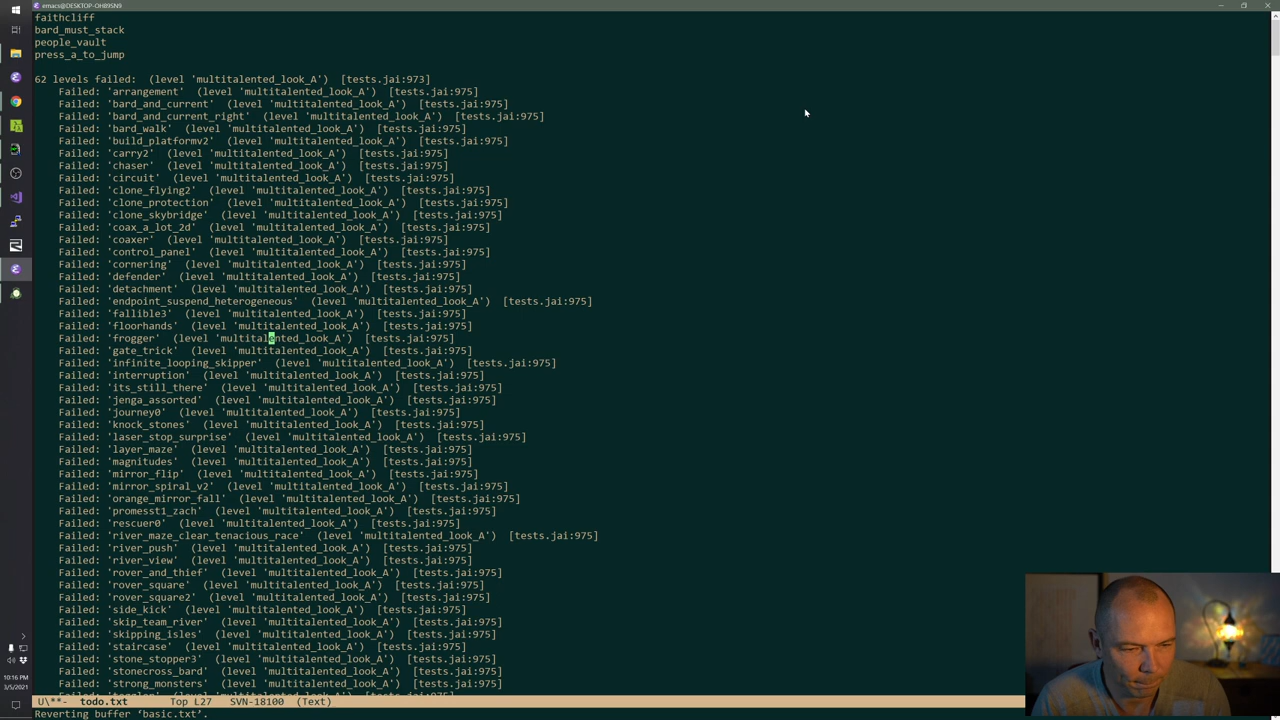 emacs@DESKTOP-OH89SN9
faithcliff
bard_must_stack
people_vault
press_a_to_jump
62 levels failed:  (level 'multitalented_look_A')  [tests.jai:973]
Failed: 'arrangement'  (level 'multitalented_look_A')  [tests.jai:975]
Failed: 'bard_and_current'  (level 'multitalented_look_A')  [tests.jai:975]
Failed: 'bard_and_current_right'  (level 'multitalented_look_A')  [tests.jai:975]
Failed: 'bard_walk'  (level 'multitalented_look_A')  [tests.jai:975]
Failed: 'build_platformv2'  (level 'multitalented_look_A')  [tests.jai:975]
Failed: 'carry2'  (level 'multitalented_look_A')  [tests.jai:975]
Failed: 'chaser'  (level 'multitalented_look_A')  [tests.jai:975]
Failed: 'circuit'  (level 'multitalented_look_A')  [tests.jai:975]
Failed: 'clone_flying2'  (level 'multitalented_look_A')  [tests.jai:975]
Failed: 'clone_protection'  (level 'multitalented_look_A')  [tests.jai:975]
Failed: 'clone_skybridge'  (level 'multitalented_look_A')  [tests.jai:975]
Failed: 'coax_a_lot_2d'  (level 'multitalented_look_A')  [tests.jai:975]
Failed: 'coaxer'  (level 'multitalented_look_A')  [tests.jai:975]
Failed: 'control_panel'  (level 'multitalented_look_A')  [tests.jai:975]
Failed: 'cornering'  (level 'multitalented_look_A')  [tests.jai:975]
Failed: 'defender'  (level 'multitalented_look_A')  [tests.jai:975]
Failed: 'detachment'  (level 'multitalented_look_A')  [tests.jai:975]
Failed: 'endpoint_suspend_heterogeneous'  (level 'multitalented_look_A')  [tests.jai:975]
Failed: 'fallible3'  (level 'multitalented_look_A')  [tests.jai:975]
Failed: 'floorhands'  (level 'multitalented_look_A')  [tests.jai:975]
Failed: 'frogger'  (level 'multitalented_look_A')  [tests.jai:975]
Failed: 'gate_trick'  (level 'multitalented_look_A')  [tests.jai:975]
Failed: 'infinite_looping_skipper'  (level 'multitalented_look_A')  [tests.jai:975]
Failed: 'interruption'  (level 'multitalented_look_A')  [tests.jai:975]
Failed: 'its_still_there'  (level 'multitalented_look_A')  [tests.jai:975]
Failed: 'jenga_assorted'  (level 'multitalented_look_A')  [tests.jai:975]
Failed: 'journey0'  (level 'multitalented_look_A')  [tests.jai:975]
Failed: 'knock_stones'  (level 'multitalented_look_A')  [tests.jai:975]
Failed: 'laser_stop_surprise'  (level 'multitalented_look_A')  [tests.jai:975]
Failed: 'layer_maze'  (level 'multitalented_look_A')  [tests.jai:975]
Failed: 'magnitudes'  (level 'multitalented_look_A')  [tests.jai:975]
Failed: 'mirror_flip'  (level 'multitalented_look_A')  [tests.jai:975]
Failed: 'mirror_spiral_v2'  (level 'multitalented_look_A')  [tests.jai:975]
Failed: 'orange_mirror_fall'  (level 'multitalented_look_A')  [tests.jai:975]
Failed: 'promesst1_zach'  (level 'multitalented_look_A')  [tests.jai:975]
Failed: 'rescuer0'  (level 'multitalented_look_A')  [tests.jai:975]
Failed: 'river_maze_clear_tenacious_race'  (level 'multitalented_look_A')  [tests.jai:975]
Failed: 'river_push'  (level 'multitalented_look_A')  [tests.jai:975]
Failed: 'river_view'  (level 'multitalented_look_A')  [tests.jai:975]
Failed: 'rover_and_thief'  (level 'multitalented_look_A')  [tests.jai:975]
Failed: 'rover_square'  (level 'multitalented_look_A')  [tests.jai:975]
Failed: 'rover_square2'  (level 'multitalented_look_A')  [tests.jai:975]
Failed: 'side_kick'  (level 'multitalented_look_A')  [tests.jai:975]
Failed: 'skip_team_river'  (level 'multitalented_look_A')  [tests.jai:975]
Failed: 'skipping_isles'  (level 'multitalented_look_A')  [tests.jai:975]
Failed: 'staircase'  (level 'multitalented_look_A')  [tests.jai:975]
Failed: 'stone_stopper3'  (level 'multitalented_look_A')  [tests.jai:975]
Failed: 'stonecross_bard'  (level 'multitalented_look_A')  [tests.jai:975]
Failed: 'strong_monsters'  (level 'multitalented_look_A')  [tests.jai:975]
10:16 PM
3/5/2021
U\**-  todo.txt  Top L27  SVN-18100  (Text)
Reverting buffer ‘basic.txt’.